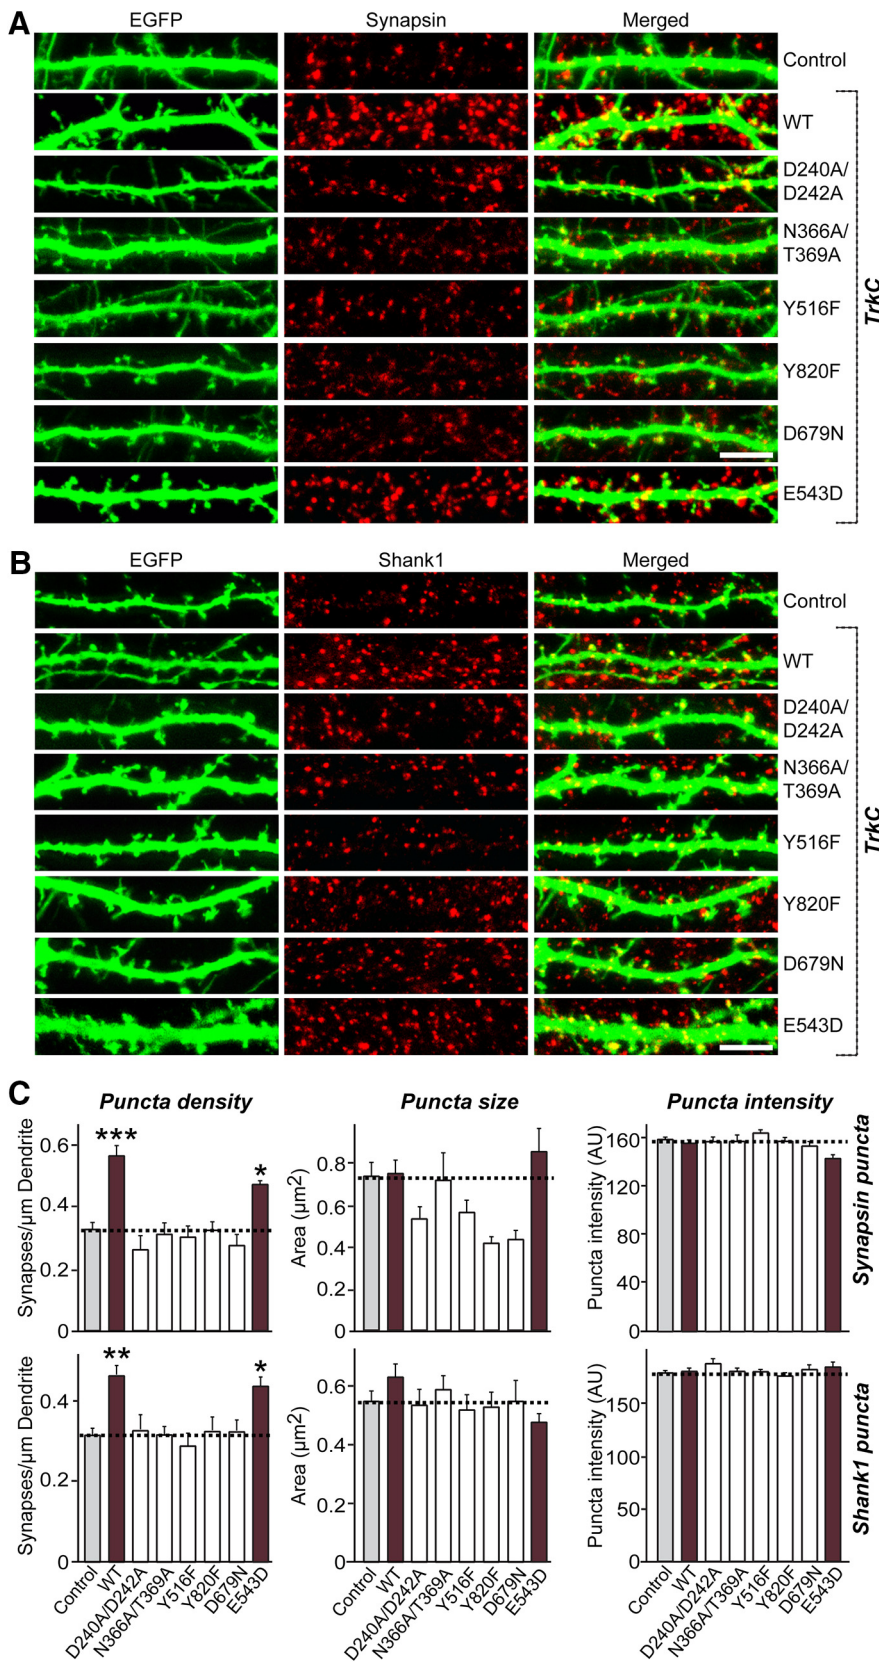 A
EGFP Synapsin Merged
Control
WT
D240A/
D242A
N366A/
T369A
Y516F
Y820F
D679N
E543D
TrkC
B
EGFP Shank1 Merged
Control
WT
D240A/
D242A
N366A/
T369A
Y516F
Y820F
D679N
E543D
TrkC
C
Puncta density Puncta size Puncta intensity
Synapses/µm Dendrite
0.6
0.4
0.2
0
***
*
Area (µm2)
0.8
0.6
0.4
0.2
0
Puncta intensity (AU)
160
120
80
40
0
Synapsin puncta
Synapses/µm Dendrite
0.4
0.2
0
**
*
Area (µm2)
0.6
0.4
0.2
0
Puncta intensity (AU)
150
100
50
0
Shank1 puncta
Control
WT
D240A/D242A
N366A/T369A
Y516F
Y820F
D679N
E543D
Control
WT
D240A/D242A
N366A/T369A
Y516F
Y820F
D679N
E543D
Control
WT
D240A/D242A
N366A/T369A
Y516F
Y820F
D679N
E543D